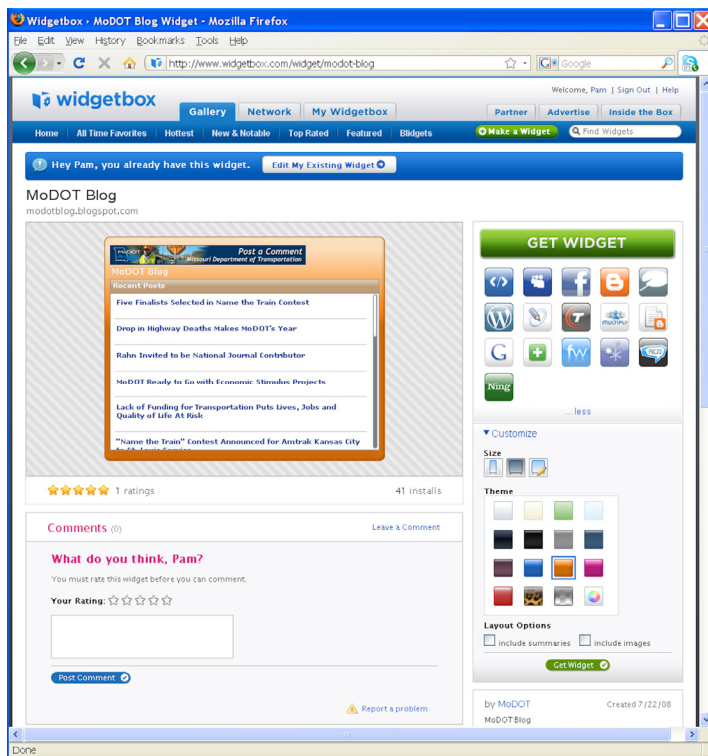 Widgetbox › MoDOT Blog Widget - Mozilla Firefox
File Edit View History Bookmarks Tools Help
http://www.widgetbox.com/widget/modot-blog
Google
widgetbox
Welcome, Pam | Sign Out | Help
Gallery Network My Widgetbox Partner Advertise Inside the Box
Home All Time Favorites Hottest New & Notable Top Rated Featured Blidgets Make a Widget Find Widgets
Hey Pam, you already have this widget. Edit My Existing Widget
MoDOT Blog
modotblog.blogspot.com
MoDOT
Post a Comment
Missouri Department of Transportation
MoDOT Blog
Recent Posts
Five Finalists Selected in Name the Train Contest
Drop in Highway Deaths Makes MoDOT's Year
Rahn Invited to be National Journal Contributor
MoDOT Ready to Go with Economic Stimulus Projects
Lack of Funding for Transportation Puts Lives, Jobs and
Quality of Life At Risk
"Name the Train" Contest Announced for Amtrak Kansas City
to St. Louis Service
1 ratings
41 installs
Comments (0)
Leave a Comment
What do you think, Pam?
You must rate this widget before you can comment.
Your Rating:
Post Comment
Report a problem
GET WIDGET
MULTIPLY
G
fw
PICZO
Ning
...less
Customize
Size
Theme
Layout Options
include summaries include images
Get Widget
by MoDOT
Created 7/22/08
MoDOT Blog
Done